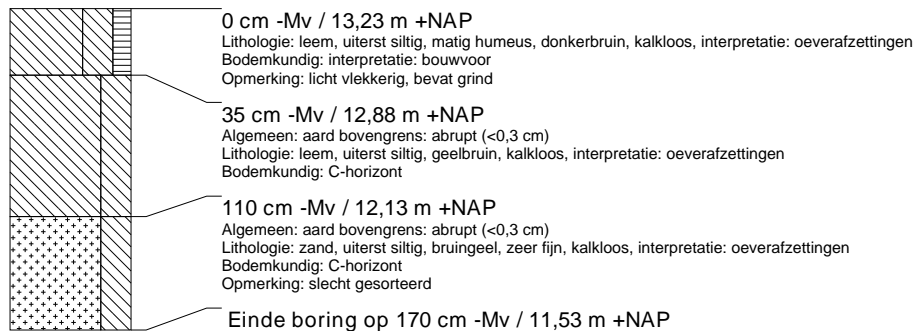 0 cm -Mv / 13,23 m +NAP
Lithologie: leem, uiterst siltig, matig humeus, donkerbruin, kalkloos, interpretatie: oeverafzettingen
Bodemkundig: interpretatie: bouwvoor
Opmerking: licht vlekkerig, bevat grind
35 cm -Mv / 12,88 m +NAP
Algemeen: aard bovengrens: abrupt (<0,3 cm)
Lithologie: leem, uiterst siltig, geelbruin, kalkloos, interpretatie: oeverafzettingen
Bodemkundig: C-horizont
110 cm -Mv / 12,13 m +NAP
Algemeen: aard bovengrens: abrupt (<0,3 cm)
Lithologie: zand, uiterst siltig, bruingeel, zeer fijn, kalkloos, interpretatie: oeverafzettingen
Bodemkundig: C-horizont
Opmerking: slecht gesorteerd
Einde boring op 170 cm -Mv / 11,53 m +NAP